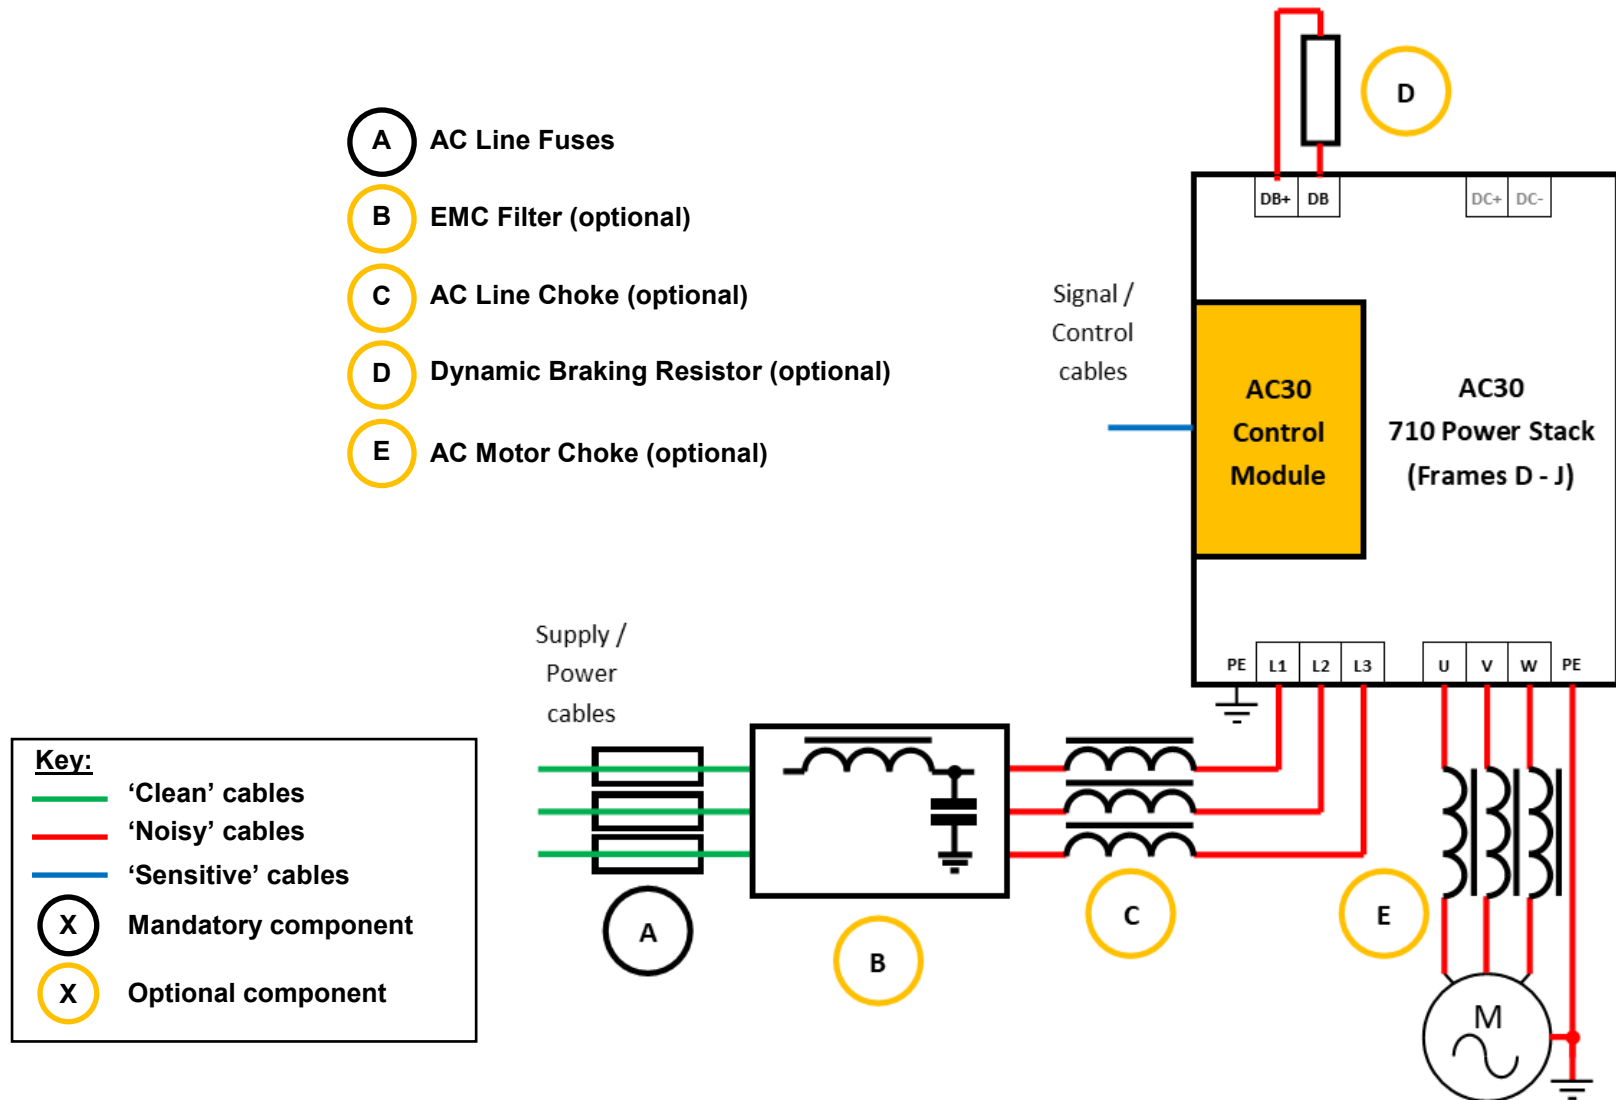 D
A AC Line Fuses
B EMC Filter (optional)
C AC Line Choke (optional)
D Dynamic Braking Resistor (optional)
E AC Motor Choke (optional)
DB+ DB DC+ DC-
Signal /
Control
cables
AC30
Control
Module
AC30
710 Power Stack
(Frames D - J)
Supply /
Power
cables
PE L1 L2 L3 U V W PE
Key:
‘Clean’ cables
‘Noisy’ cables
‘Sensitive’ cables
X Mandatory component
X Optional component
A
B
C
E
M